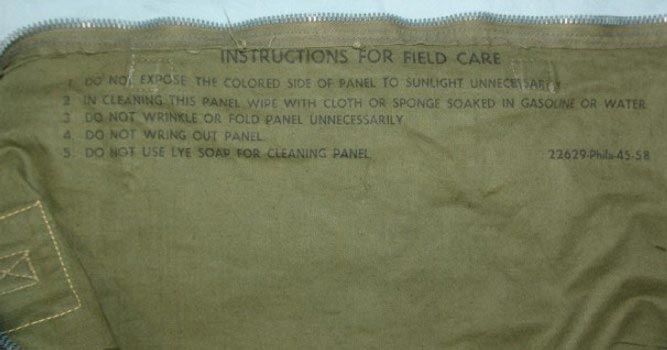 INSTRUCTIONS FOR FIELD CARE
1. DO NOT EXPOSE THE COLORED SIDE OF PANEL TO SUNLIGHT UNNECESSARILY
2 IN CLEANING THIS PANEL WIPE WITH CLOTH OR SPONGE SOAKED IN GASOLINE OR WATER
3 DO NOT WRINKLE OR FOLD PANEL UNNECESSARILY
4. DO NOT WRING OUT PANEL.
5. DO NOT USE LYE SOAP FOR CLEANING PANEL. 22629-Phila-45-58